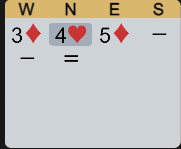 W N E S
3♦ 4♥ 5♦ –
– =